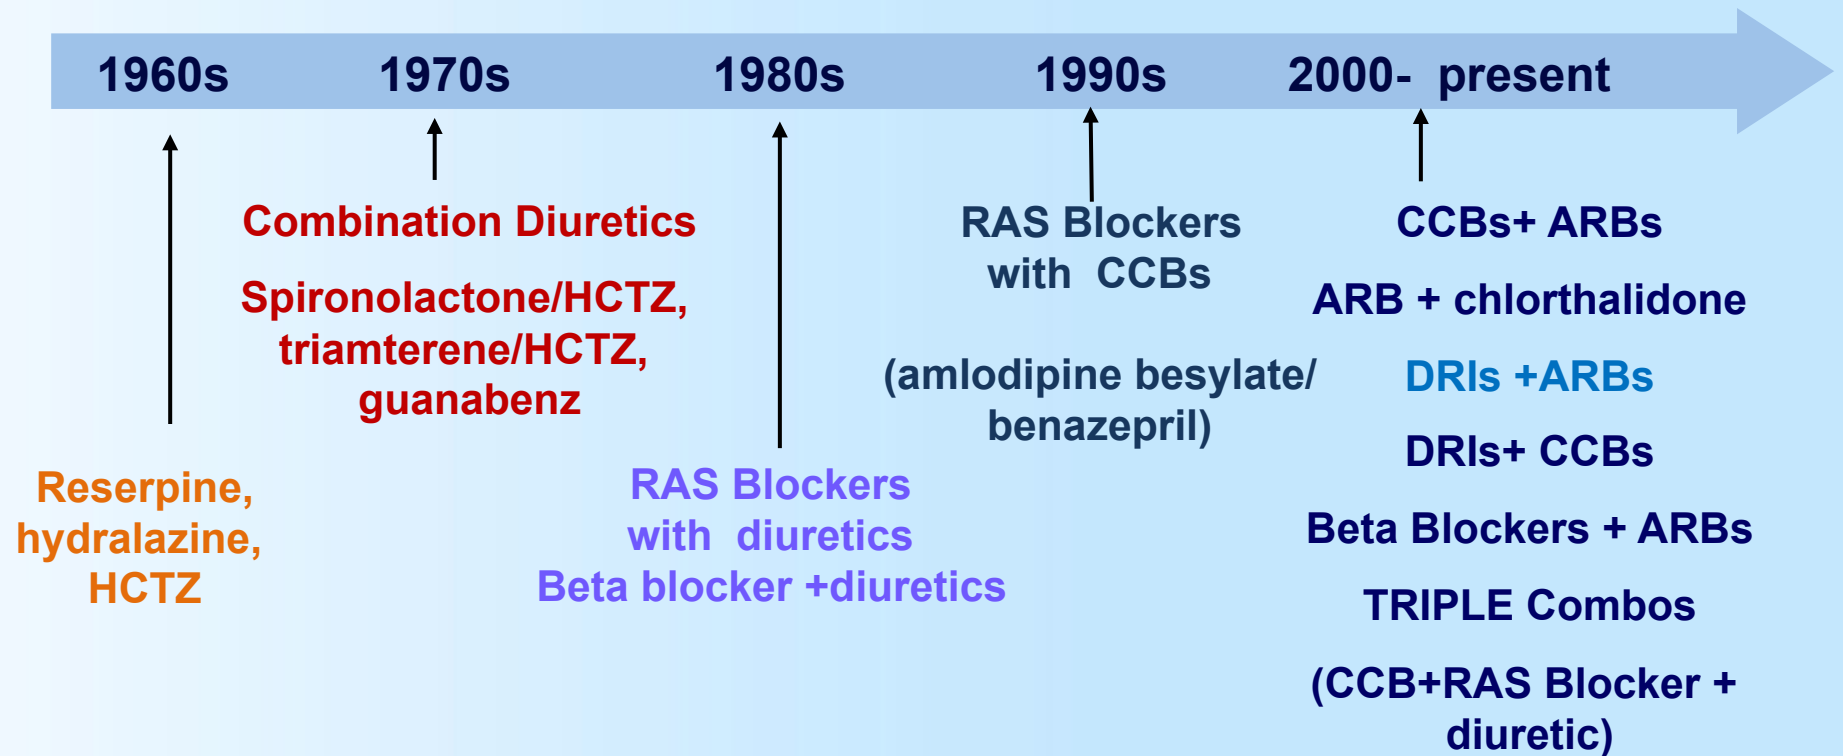 1960s
1970s
1980s
1990s
2000- present
Reserpine,
hydralazine,
HCTZ
Combination Diuretics
Spironolactone/HCTZ,
triamterene/HCTZ,
guanabenz
RAS Blockers
with diuretics
Beta blocker +diuretics
RAS Blockers
with CCBs
(amlodipine besylate/
benazepril)
CCBs+ ARBs
ARB + chlorthalidone
DRIs +ARBs
DRIs+ CCBs
Beta Blockers + ARBs
TRIPLE Combos
(CCB+RAS Blocker +
diuretic)